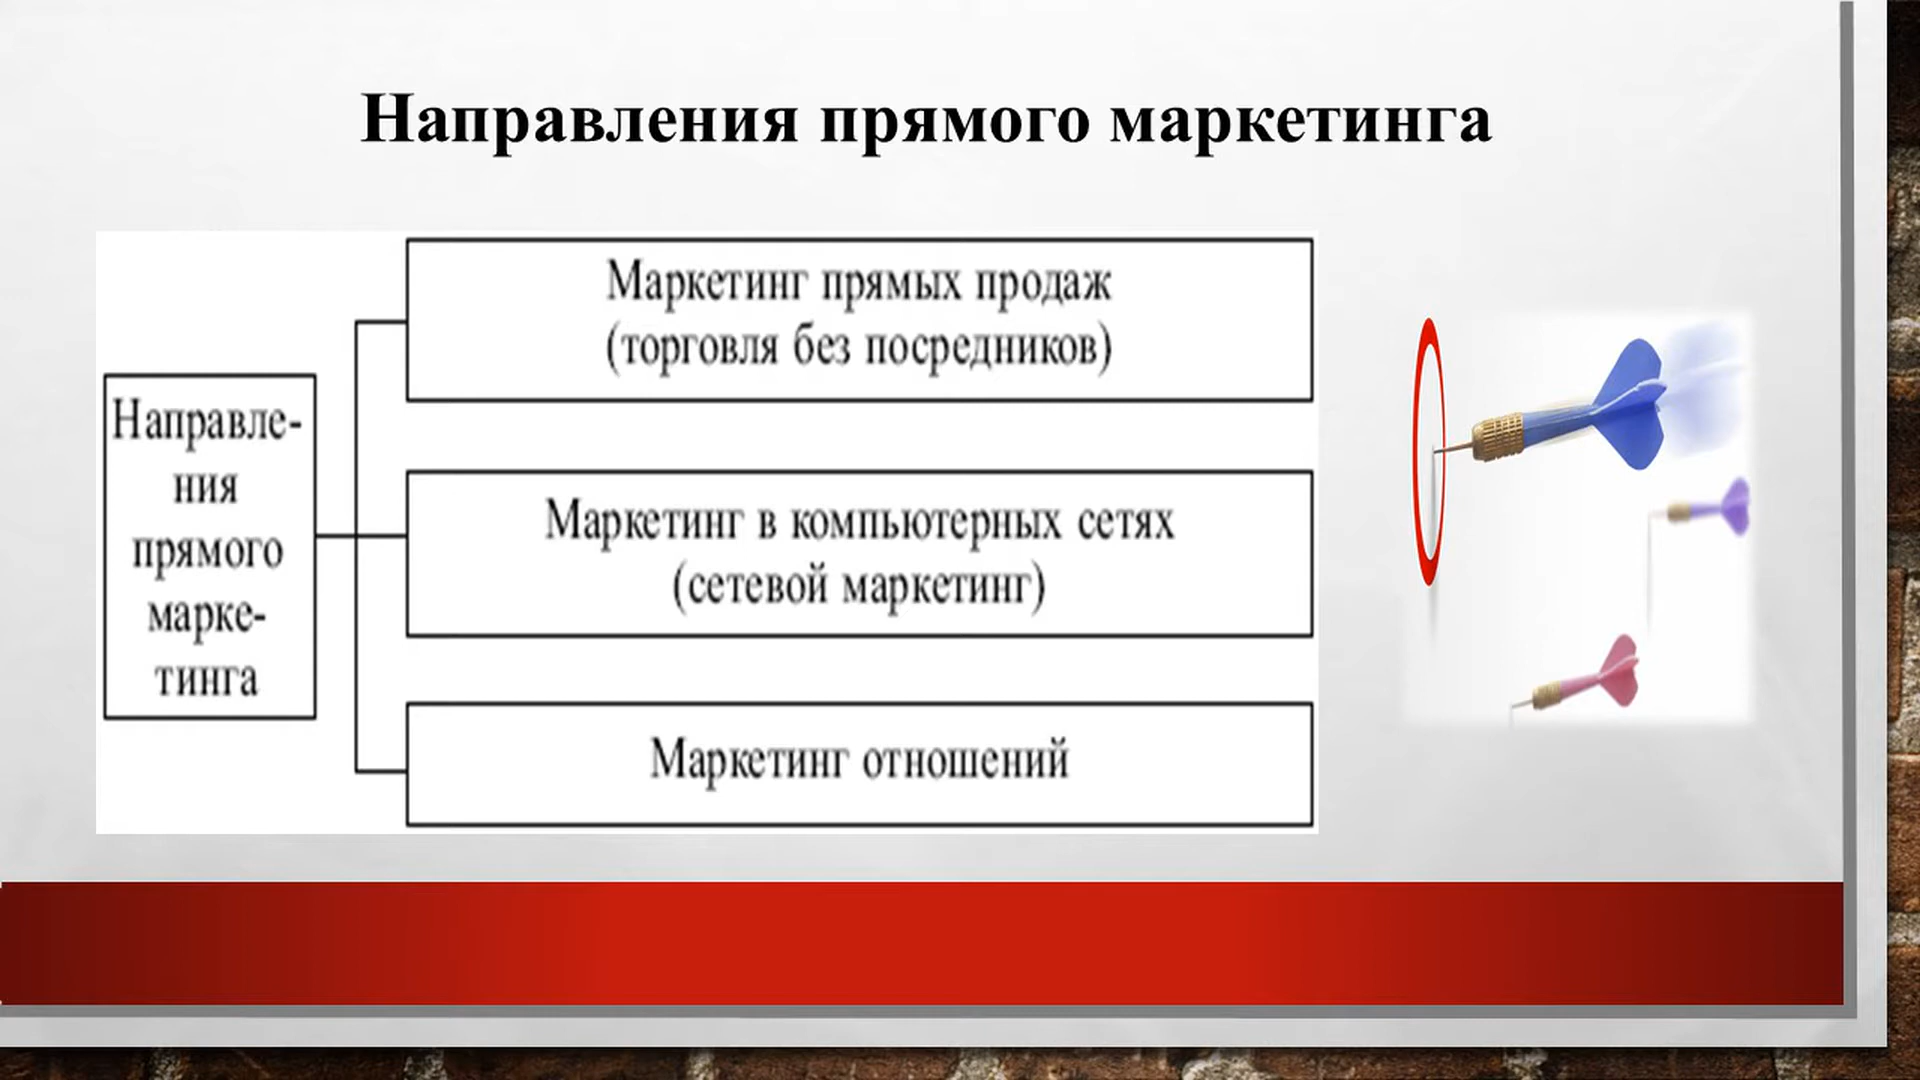 Направления прямого маркетинга
Направле-
ния
прямого
марке-
тинга
Маркетинг прямых продаж
(торговля без посредников)
Маркетинг в компьютерных сетях
(сетевой маркетинг)
Маркетинг отношений